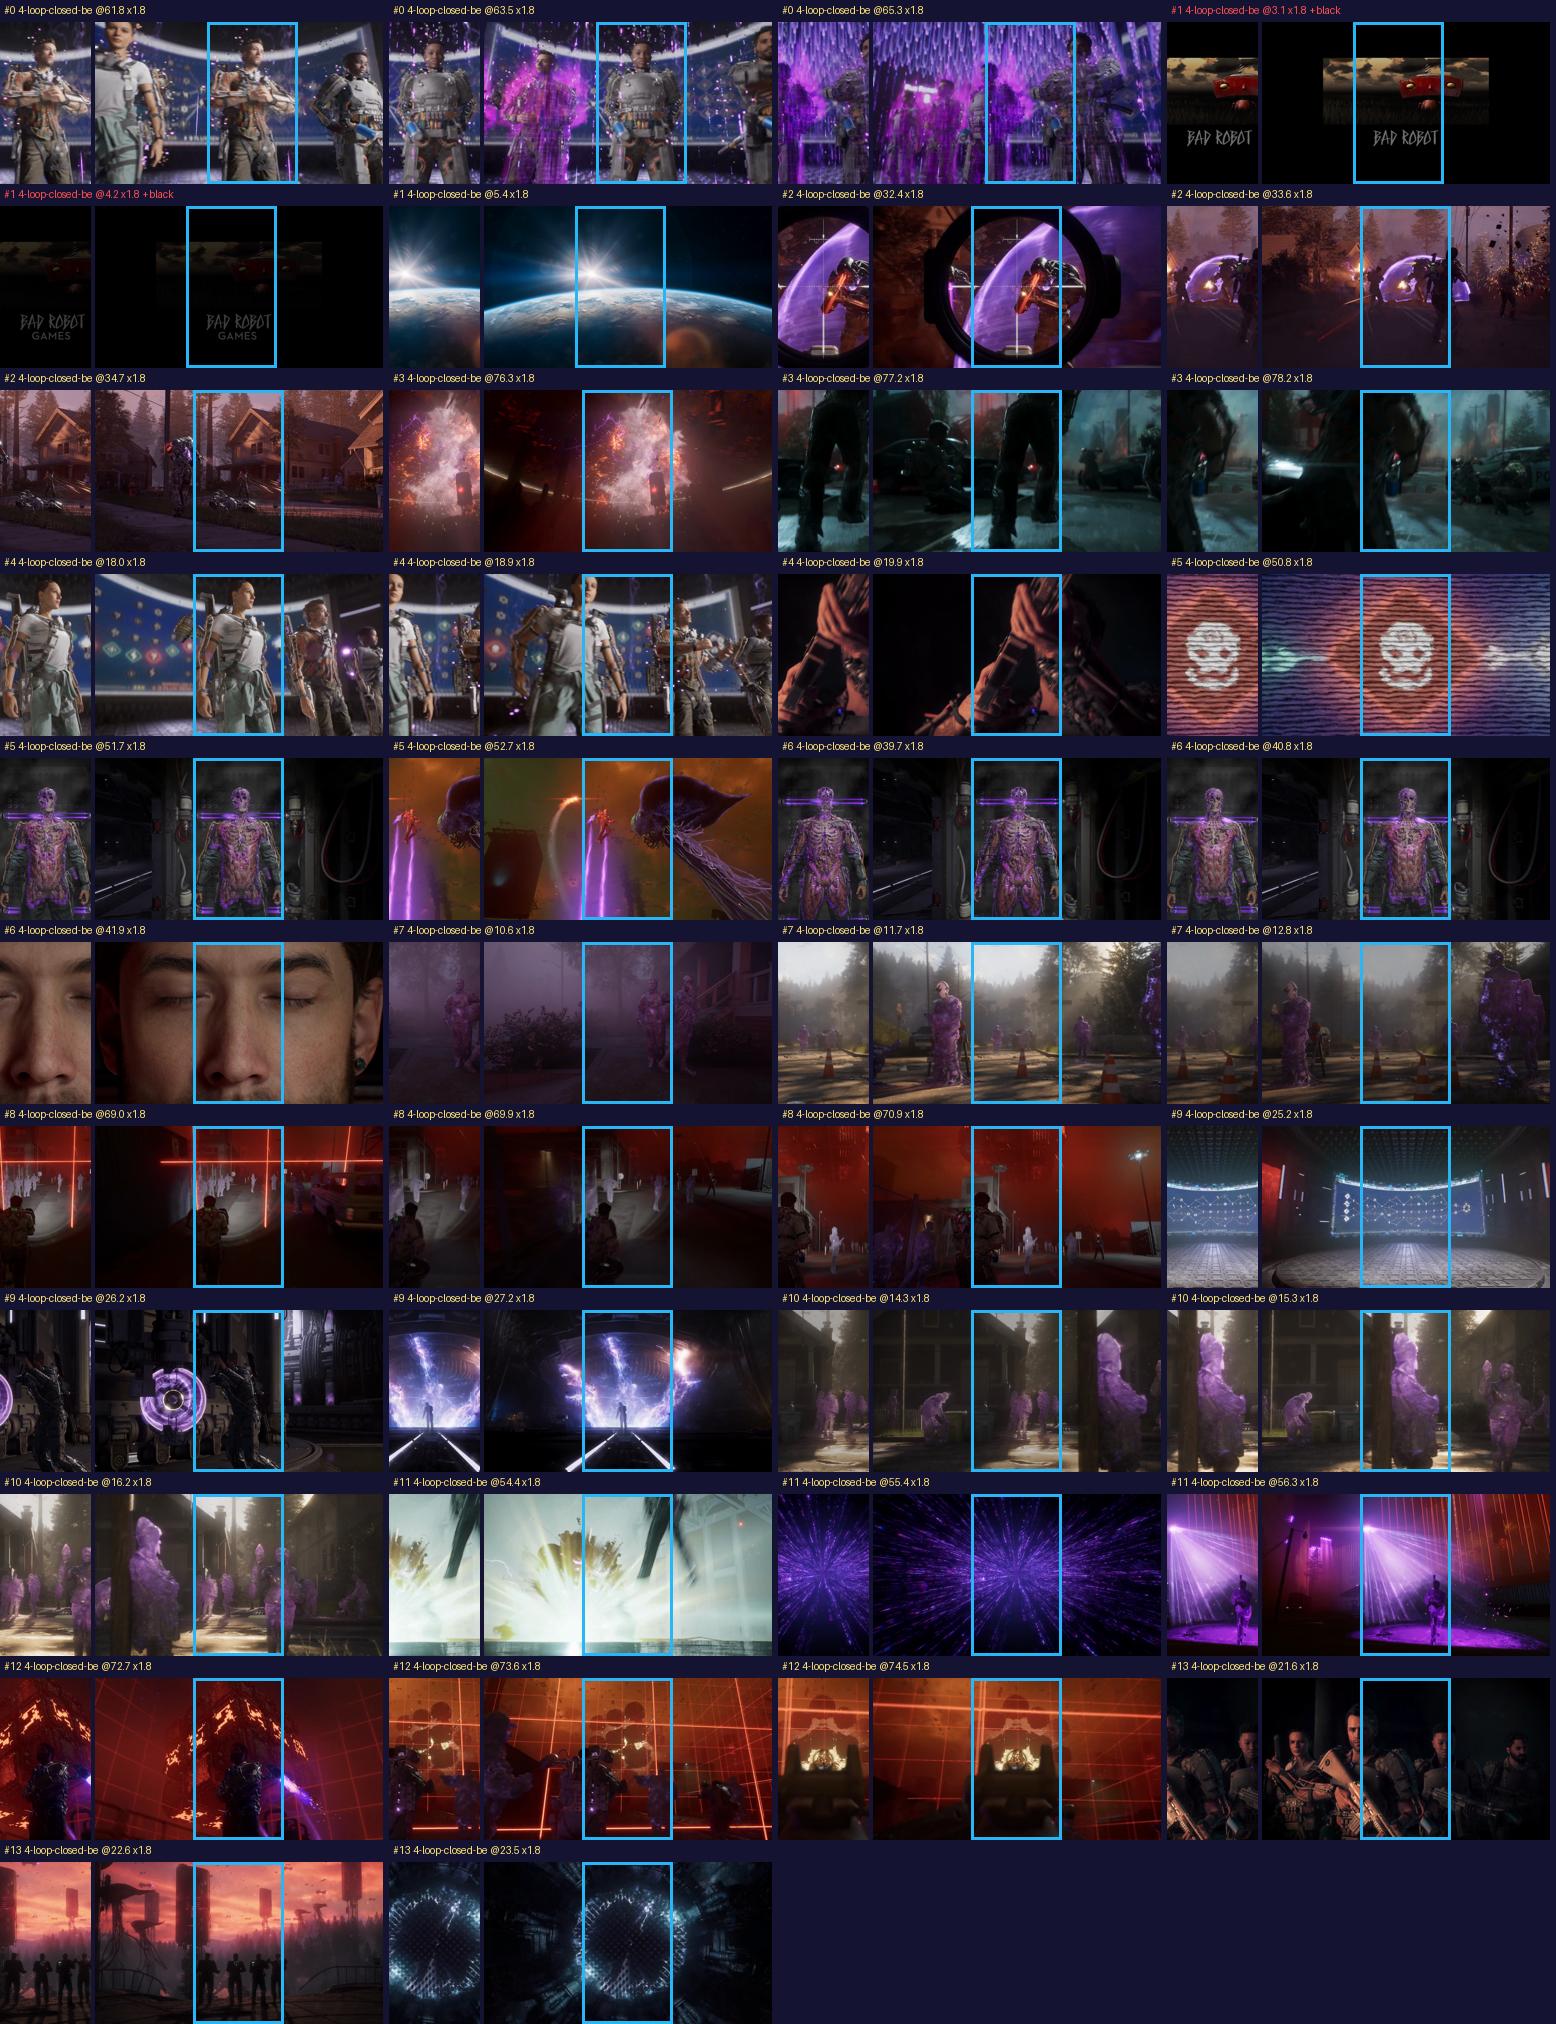 #0 4-loop-closed-be @61.8 x1.8
#0 4-loop-closed-be @63.5 x1.8
#0 4-loop-closed-be @65.3 x1.8
#1 4-loop-closed-be @3.1 x1.8 +black
BAD ROBOT
BAD ROBOT
#1 4-loop-closed-be @4.2 x1.8 +black
#1 4-loop-closed-be @5.4 x1.8
#2 4-loop-closed-be @32.4 x1.8
#2 4-loop-closed-be @33.6 x1.8
BAD ROBOT
GAMES
BAD ROBOT
GAMES
#2 4-loop-closed-be @34.7 x1.8
#3 4-loop-closed-be @76.3 x1.8
#3 4-loop-closed-be @77.2 x1.8
#3 4-loop-closed-be @78.2 x1.8
#4 4-loop-closed-be @18.0 x1.8
#4 4-loop-closed-be @18.9 x1.8
#4 4-loop-closed-be @19.9 x1.8
#5 4-loop-closed-be @50.8 x1.8
#5 4-loop-closed-be @51.7 x1.8
#5 4-loop-closed-be @52.7 x1.8
#6 4-loop-closed-be @39.7 x1.8
#6 4-loop-closed-be @40.8 x1.8
#6 4-loop-closed-be @41.9 x1.8
#7 4-loop-closed-be @10.6 x1.8
#7 4-loop-closed-be @11.7 x1.8
#7 4-loop-closed-be @12.8 x1.8
#8 4-loop-closed-be @69.0 x1.8
#8 4-loop-closed-be @69.9 x1.8
#8 4-loop-closed-be @70.9 x1.8
#9 4-loop-closed-be @25.2 x1.8
#9 4-loop-closed-be @26.2 x1.8
#9 4-loop-closed-be @27.2 x1.8
#10 4-loop-closed-be @14.3 x1.8
#10 4-loop-closed-be @15.3 x1.8
#10 4-loop-closed-be @16.2 x1.8
#11 4-loop-closed-be @54.4 x1.8
#11 4-loop-closed-be @55.4 x1.8
#11 4-loop-closed-be @56.3 x1.8
#12 4-loop-closed-be @72.7 x1.8
#12 4-loop-closed-be @73.6 x1.8
#12 4-loop-closed-be @74.5 x1.8
#13 4-loop-closed-be @21.6 x1.8
#13 4-loop-closed-be @22.6 x1.8
#13 4-loop-closed-be @23.5 x1.8